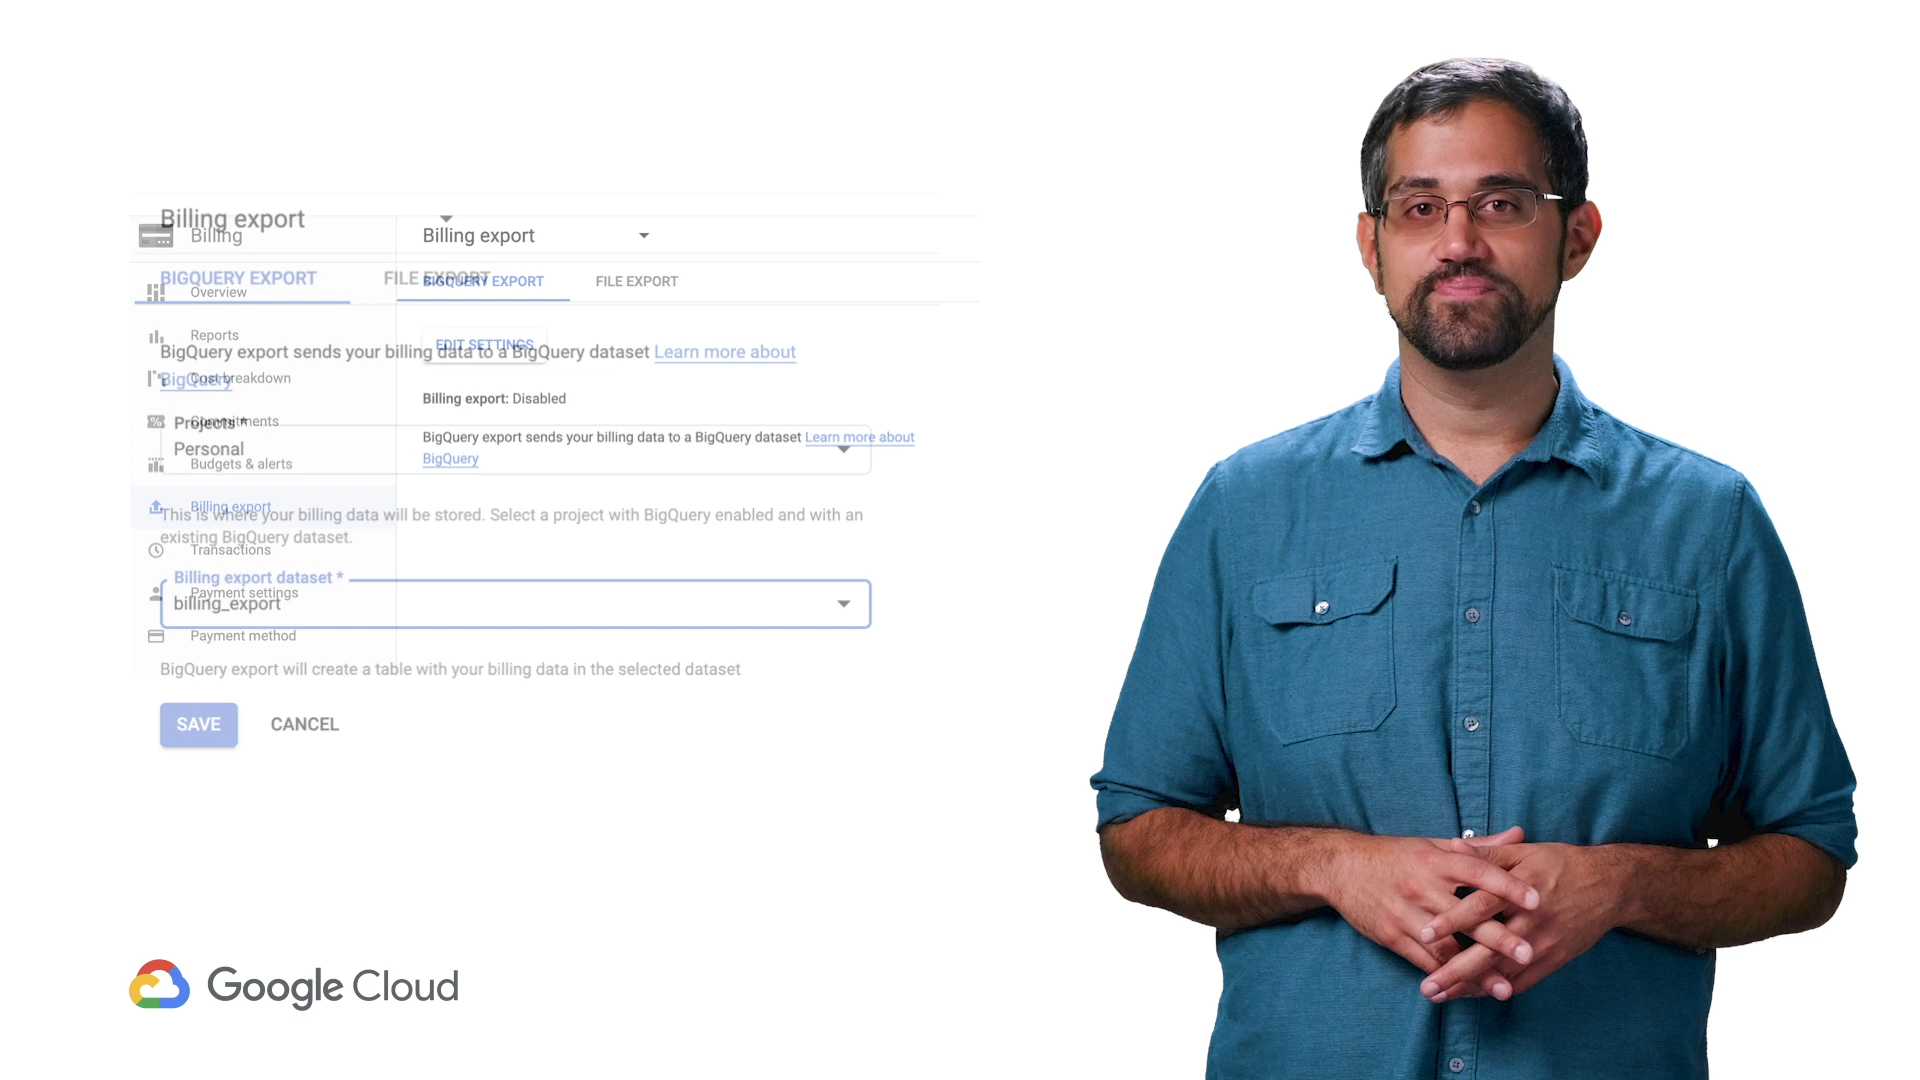 Billing export
BIGQUERY EXPORT FILE EXPORT
BigQuery export sends your billing data to a BigQuery dataset Learn more about
BigQuery
Projects *
Personal
This is where your billing data will be stored. Select a project with BigQuery enabled and with an
existing BigQuery dataset.
Billing export dataset *
billing_export
BigQuery export will create a table with your billing data in the selected dataset
SAVE CANCEL
Billing
Overview
Reports
Cost breakdown
Commitments
Budgets & alerts
Billing export
Transactions
Payment settings
Payment method
Billing export
BIGQUERY EXPORT FILE EXPORT
EDIT SETTINGS
Billing export: Disabled
BigQuery export sends your billing data to a BigQuery dataset Learn more about
BigQuery
Google Cloud